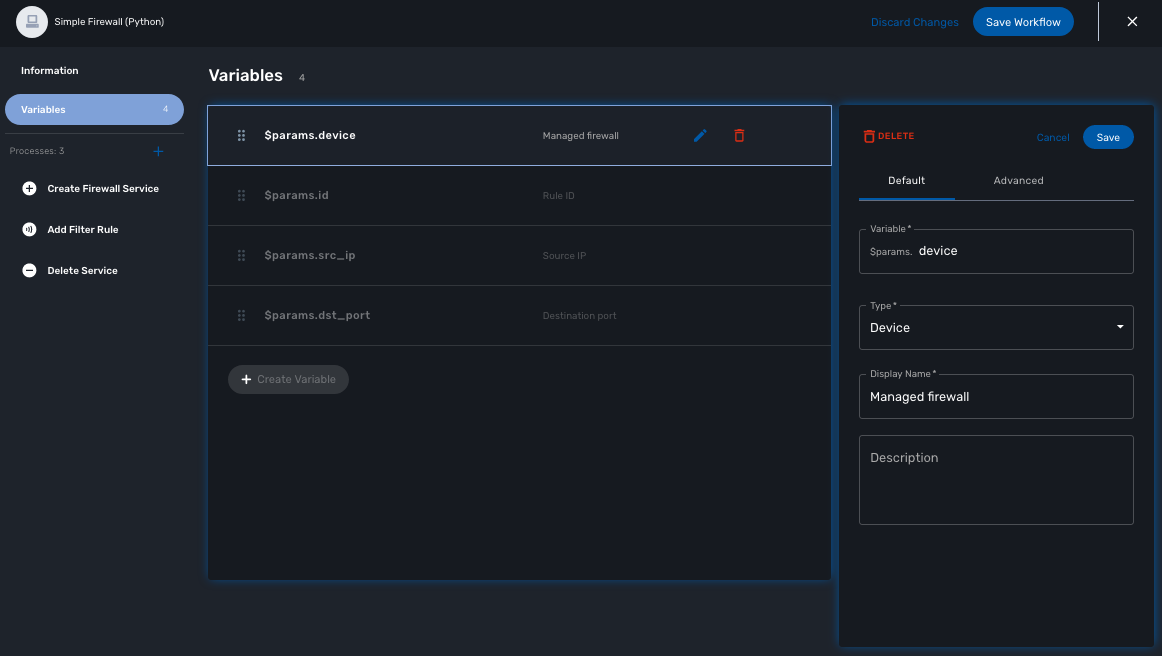 Simple Firewall (Python)
Discard Changes
Save Workflow
Information
Variables 4
Processes: 3
Create Firewall Service
Add Filter Rule
Delete Service
Variables 4
$params.device Managed firewall
$params.id Rule ID
$params.src_ip Source IP
$params.dst_port Destination port
Create Variable
DELETE
Cancel
Save
Default Advanced
Variable *
$params. device
Type *
Device
Display Name *
Managed firewall
Description